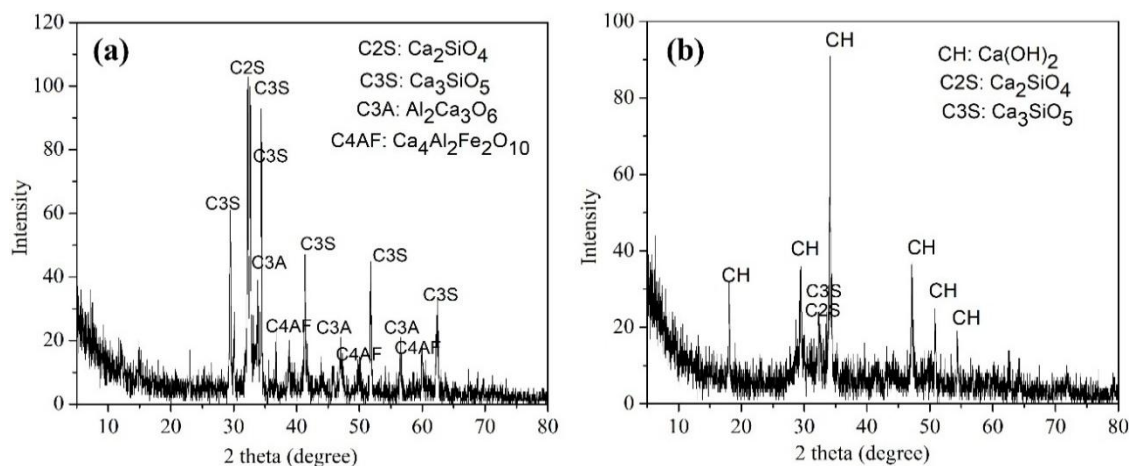 (a)
C2S: Ca2SiO4
C3S: Ca3SiO5
C3A: Al2Ca3O6
C4AF: Ca4Al2Fe2O10
C2S
C3S
C3S
C3S
C3A
C3S
C3S
C3S
C4AF
C3A
C4AF
C3A
C4AF
Intensity
120
100
80
60
40
20
0
10 20 30 40 50 60 70 80
2 theta (degree)
(b)
CH: Ca(OH)2
C2S: Ca2SiO4
C3S: Ca3SiO5
CH
CH
CH
C3S
C2S
CH
CH
CH
Intensity
100
80
60
40
20
0
10 20 30 40 50 60 70 80
2 theta (degree)